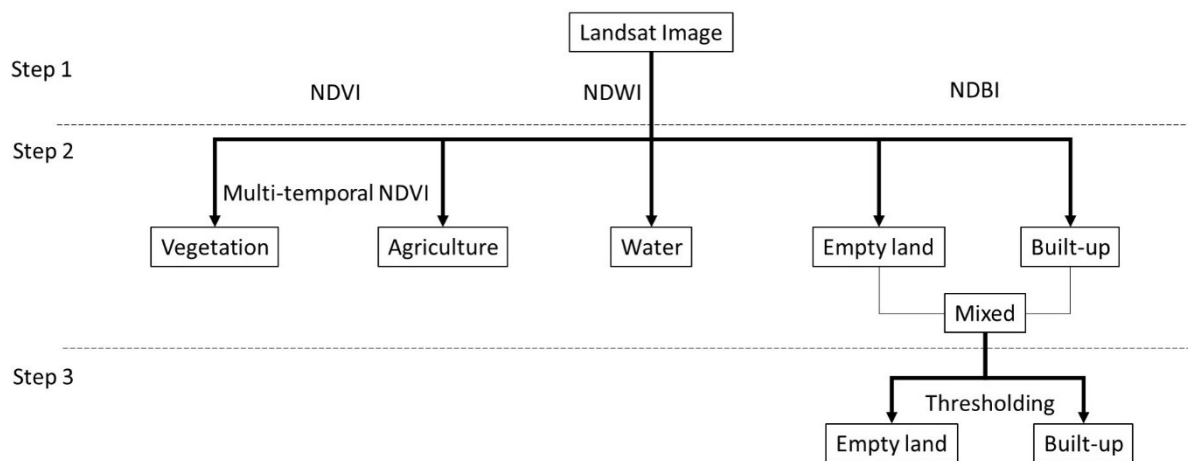 Landsat Image
Step 1
NDVI
NDWI
NDBI
Step 2
Multi-temporal NDVI
Vegetation
Agriculture
Water
Empty land
Built-up
Mixed
Step 3
Thresholding
Empty land
Built-up